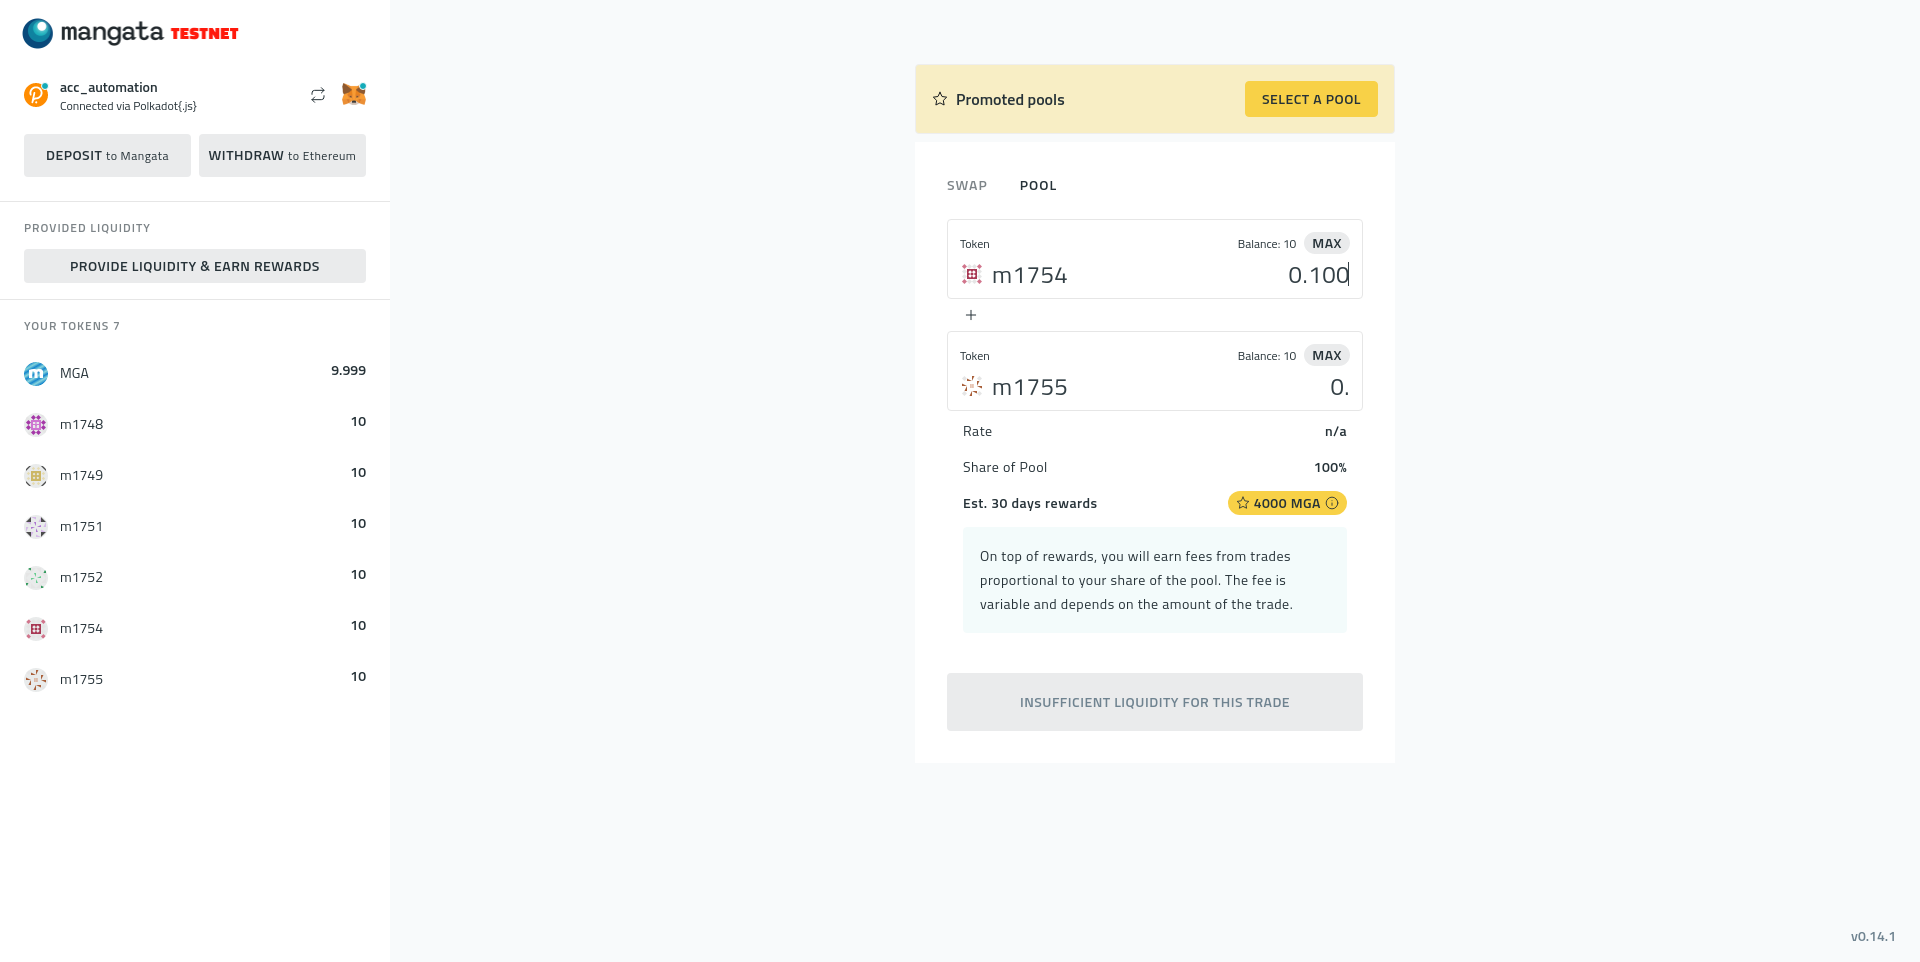 mangata TESTNET
acc_automation
Connected via Polkadot{.js}
DEPOSIT to Mangata
WITHDRAW to Ethereum
PROVIDED LIQUIDITY
PROVIDE LIQUIDITY & EARN REWARDS
YOUR TOKENS 7
MGA 9.999
m1748 10
m1749 10
m1751 10
m1752 10
m1754 10
m1755 10
Promoted pools SELECT A POOL
SWAP POOL
Token Balance: 10 MAX
m1754 0.100
+
Token Balance: 10 MAX
m1755 0.
Rate n/a
Share of Pool 100%
Est. 30 days rewards 4000 MGA
On top of rewards, you will earn fees from trades
proportional to your share of the pool. The fee is
variable and depends on the amount of the trade.
INSUFFICIENT LIQUIDITY FOR THIS TRADE
v0.14.1